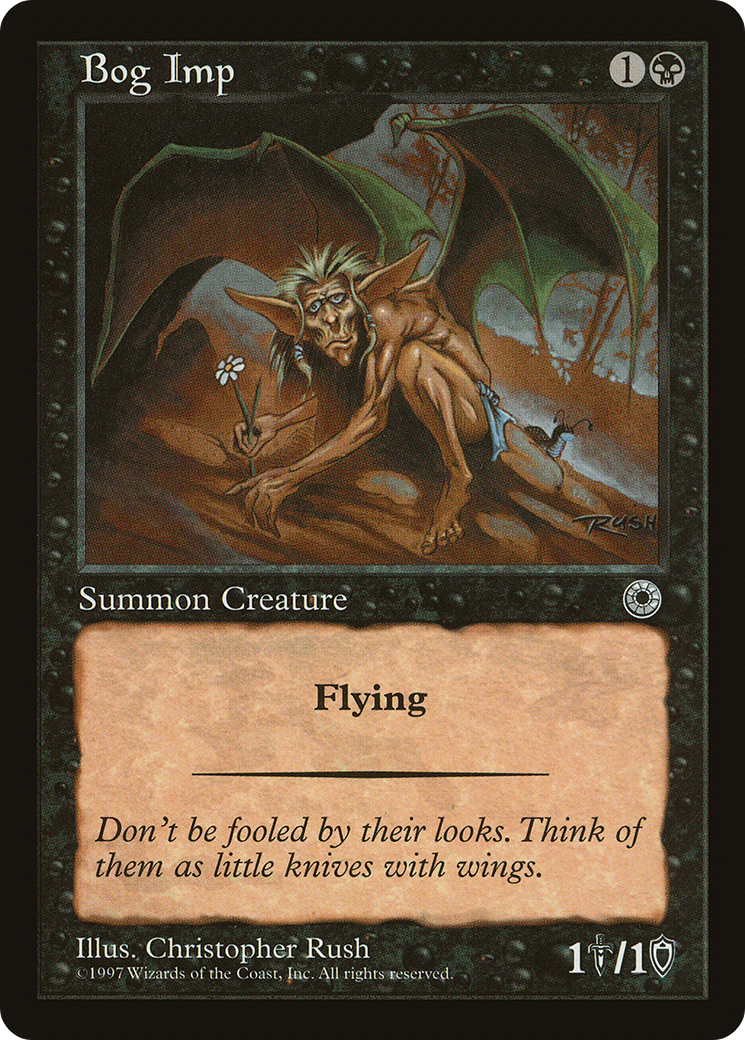 Bog Imp
1
RUSH
Summon Creature
Flying
Don't be fooled by their looks. Think of
them as little knives with wings.
Illus. Christopher Rush
©1997 Wizards of the Coast, Inc. All rights reserved.
1/1